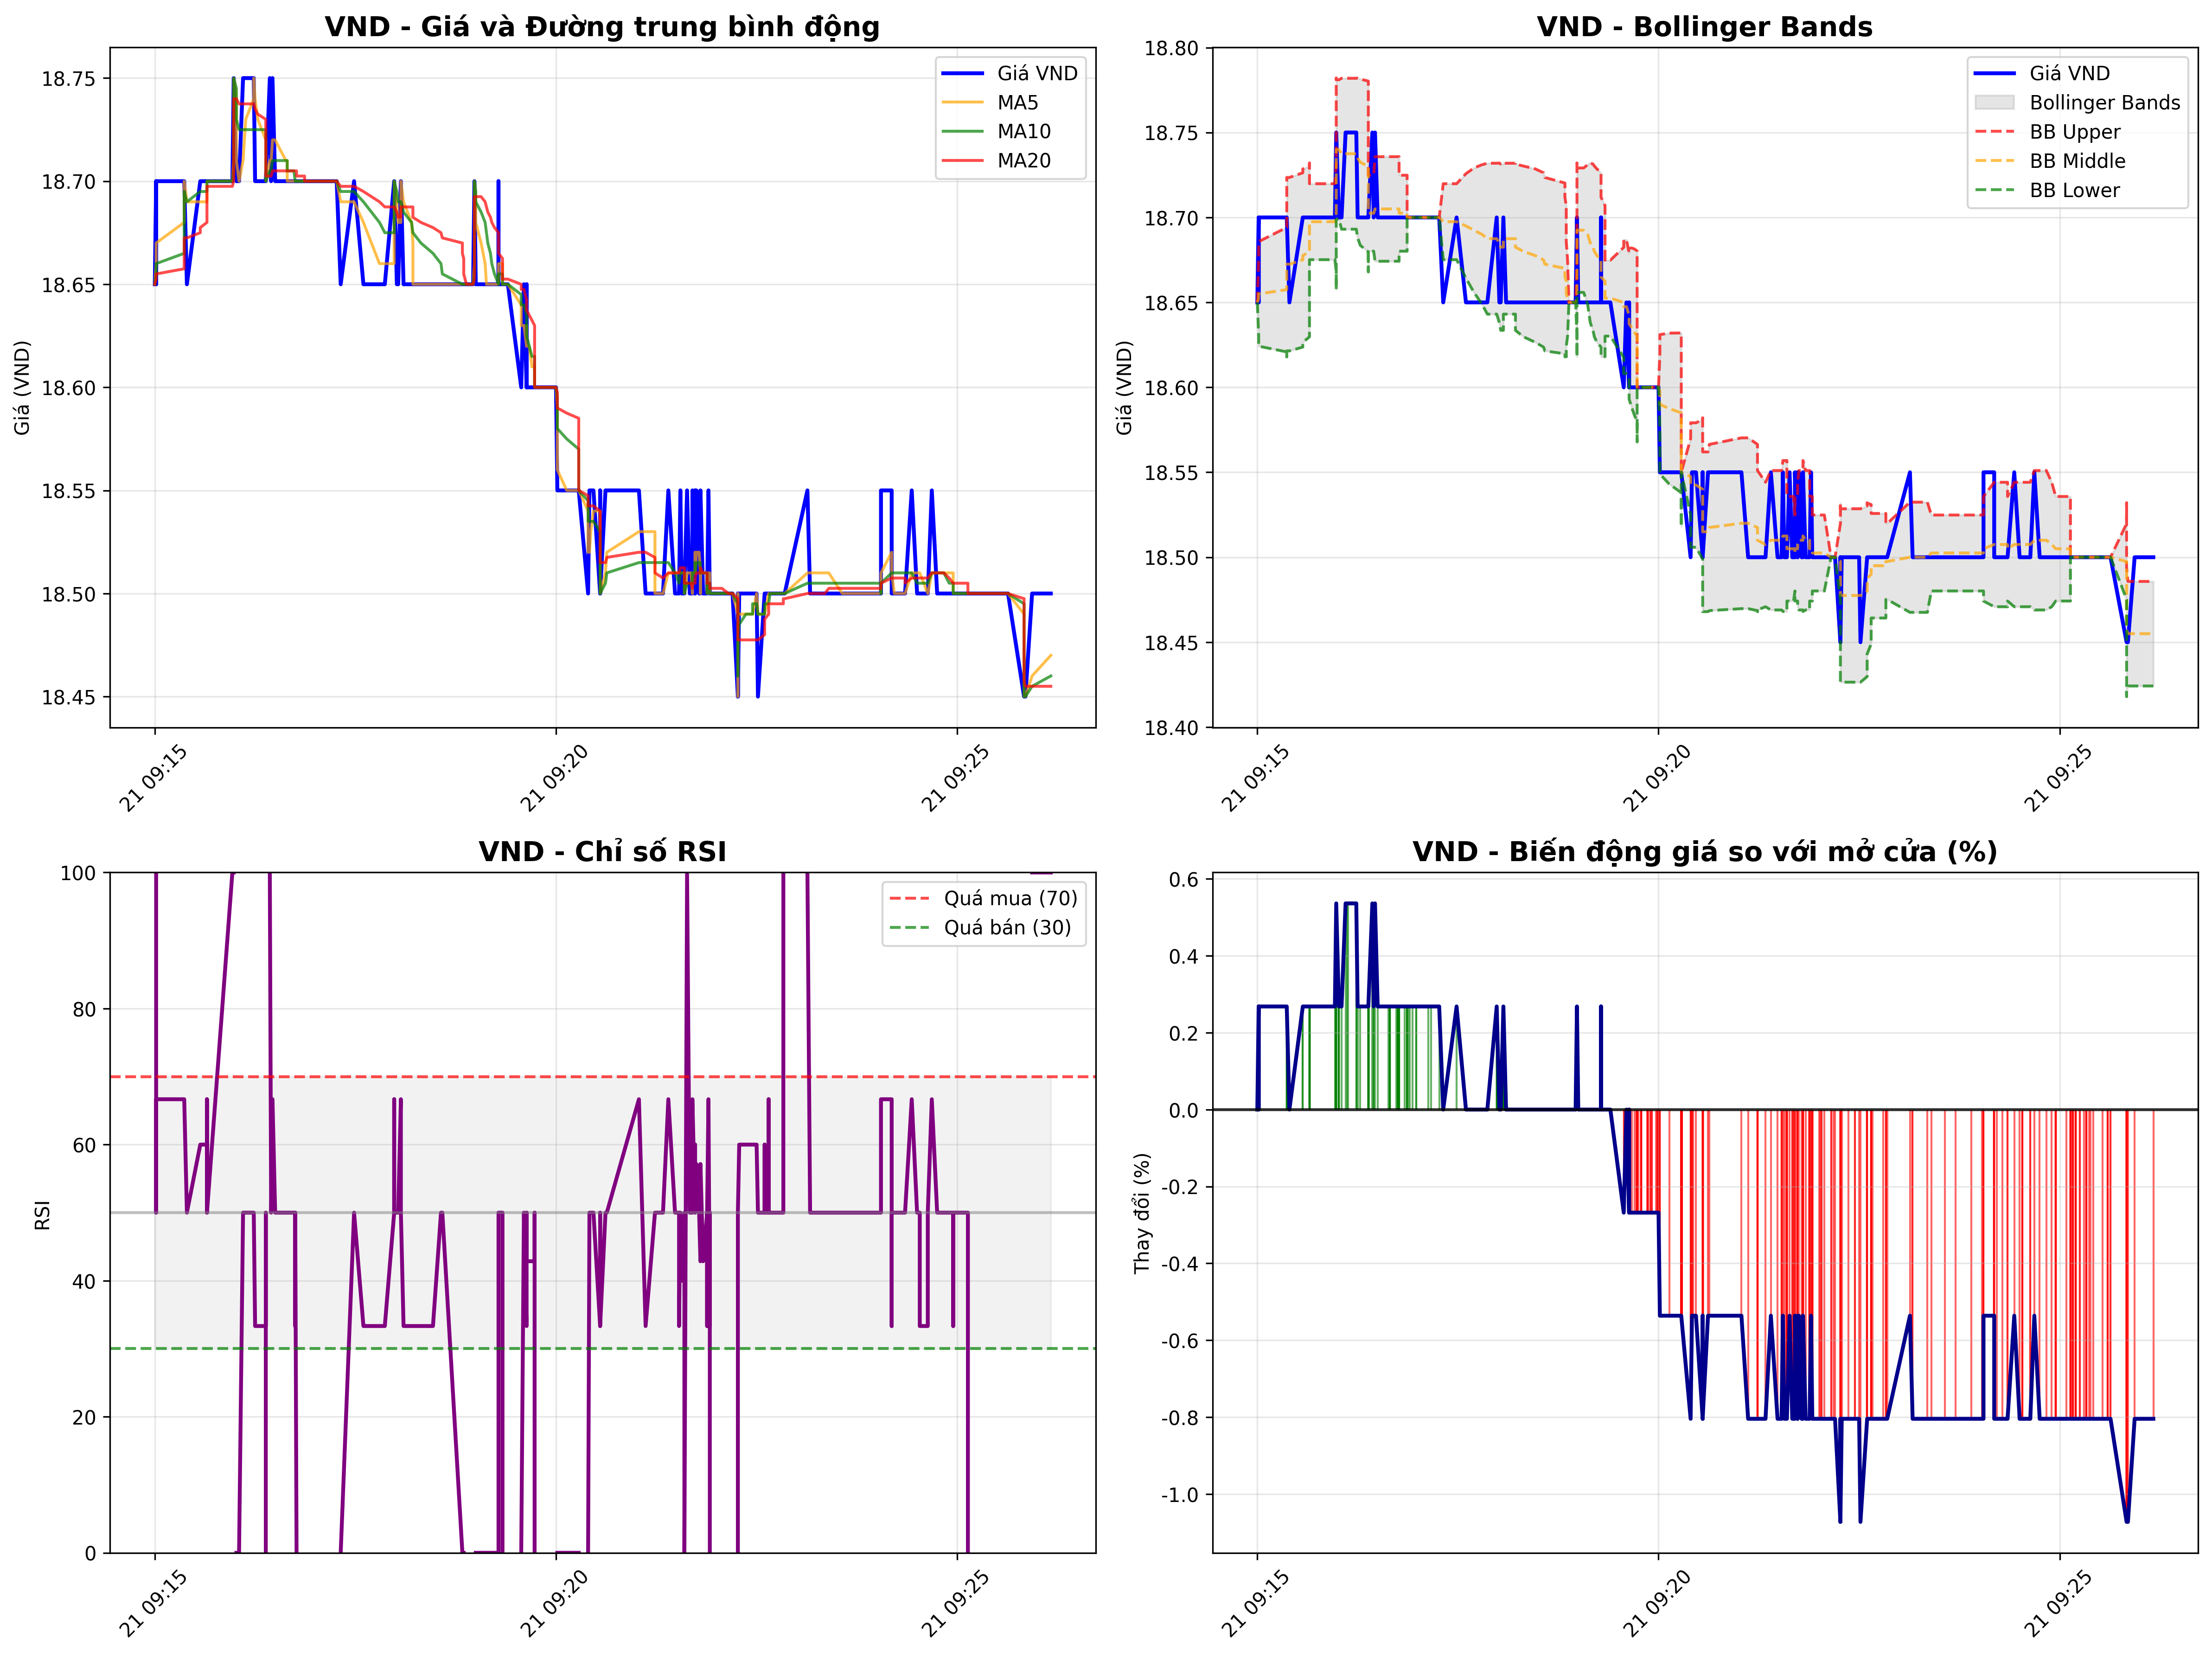 VND - Giá và Đường trung bình động
Giá (VND)
18.75
18.70
18.65
18.60
18.55
18.50
18.45
21 09:15
21 09:20
21 09:25
Giá VND
MA5
MA10
MA20
VND - Bollinger Bands
Giá (VND)
18.80
18.75
18.70
18.65
18.60
18.55
18.50
18.45
18.40
21 09:15
21 09:20
21 09:25
Giá VND
Bollinger Bands
BB Upper
BB Middle
BB Lower
VND - Chỉ số RSI
RSI
100
80
60
40
20
0
21 09:15
21 09:20
21 09:25
Quá mua (70)
Quá bán (30)
VND - Biến động giá so với mở cửa (%)
Thay đổi (%)
0.6
0.4
0.2
0.0
-0.2
-0.4
-0.6
-0.8
-1.0
21 09:15
21 09:20
21 09:25